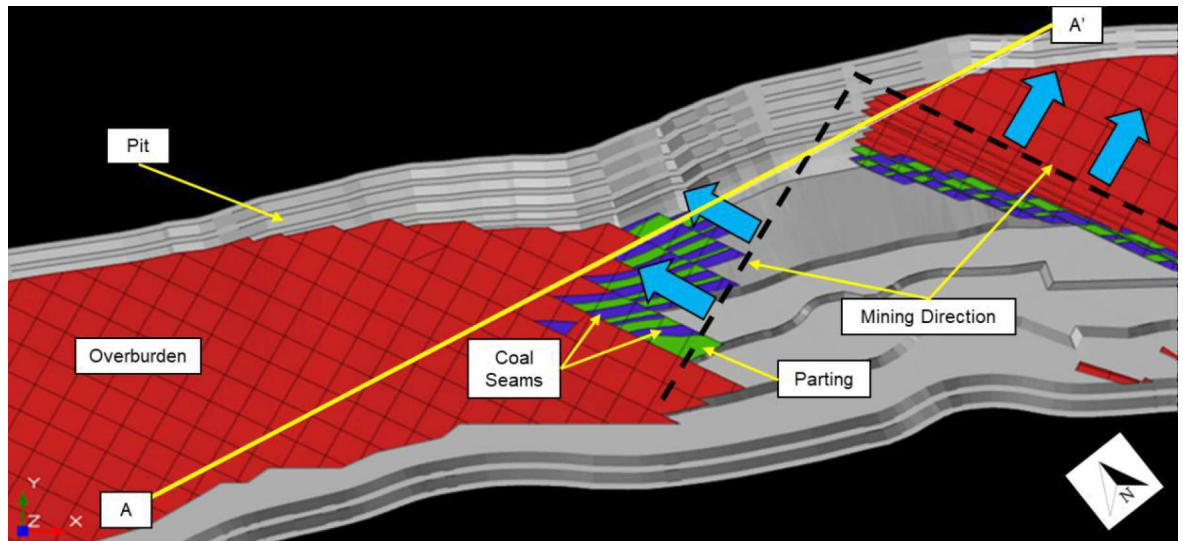 A'
Pit
Mining Direction
Overburden
Coal
Seams
Parting
A
Y
Z
X
N